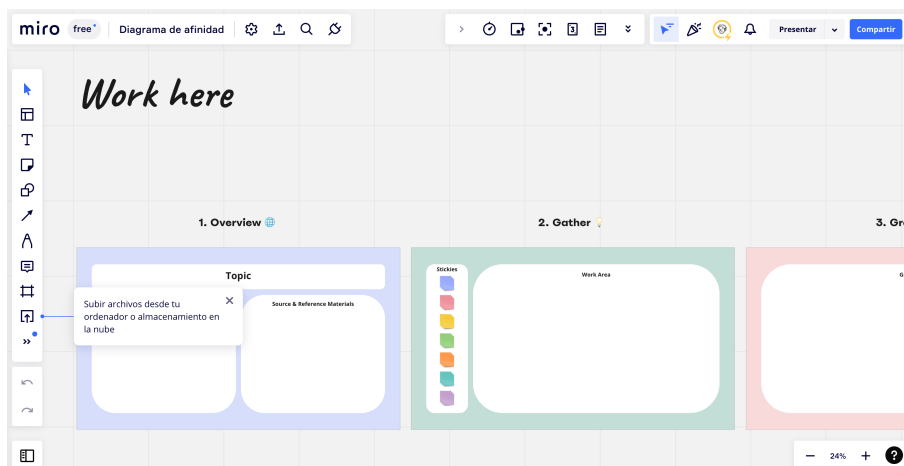 miro free Diagrama de afinidad Presentar Compartir
Work here
1. Overview
2. Gather
3. Gr
Topic
Stickies
Work Area
G
Subir archivos desde tu
ordenador o almacenamiento en
la nube
Source & Reference Materials
24%